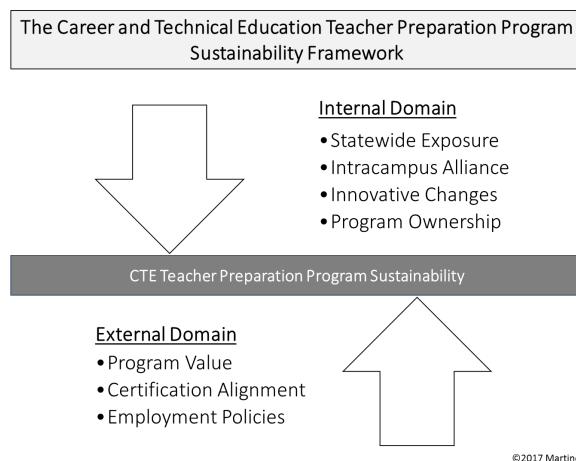 The Career and Technical Education Teacher Preparation Program
Sustainability Framework
Internal Domain
•Statewide Exposure
•Intracampus Alliance
•Innovative Changes
•Program Ownership
CTE Teacher Preparation Program Sustainability
External Domain
•Program Value
•Certification Alignment
•Employment Policies
©2017